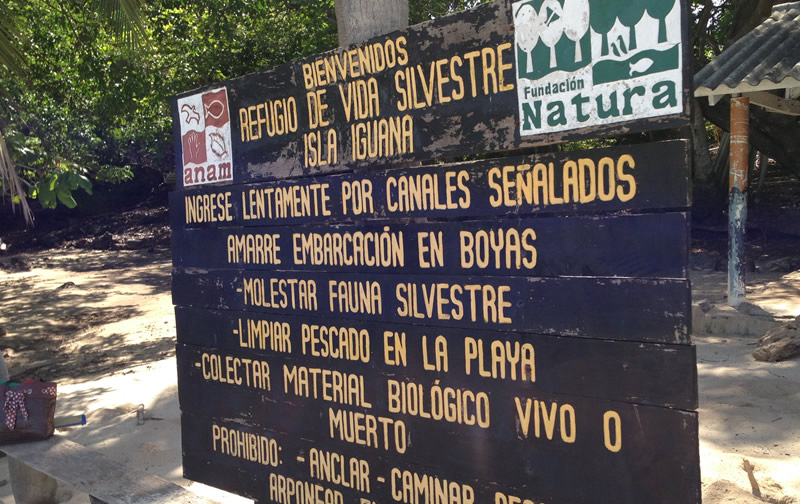 BIENVENIDOS
REFUGIO DE VIDA SILVESTRE
ISLA IGUANA
anam
Fundación
Natura
INGRESE LENTAMENTE POR CANALES SEÑALADOS
AMARRE EMBARCACIÓN EN BOYAS
-MOLESTAR FAUNA SILVESTRE
-LIMPIAR PESCADO EN LA PLAYA
-COLECTAR MATERIAL BIOLÓGICO VIVO O
MUERTO
PROHIBIDO: -ANCLAR -CAMINAR